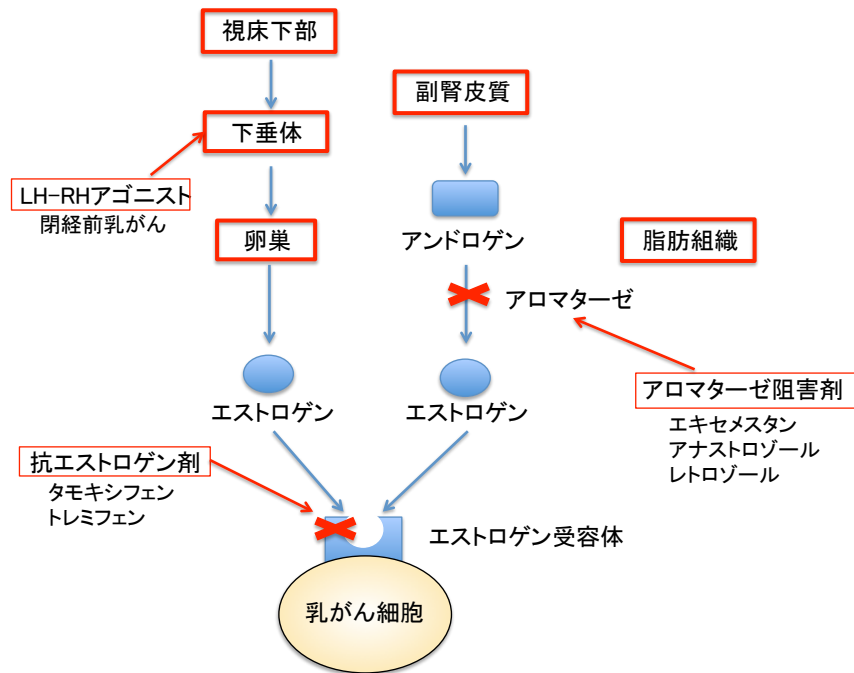 視床下部
副腎皮質
下垂体
LH-RHアゴニスト
閉経前乳がん
アンドロゲン
卵巣
脂肪組織
アロマターゼ
エストロゲン
エストロゲン
アロマターゼ阻害剤
エキセメスタン
アナストロゾール
レトロゾール
抗エストロゲン剤
タモキシフェン
トレミフェン
エストロゲン受容体
乳がん細胞